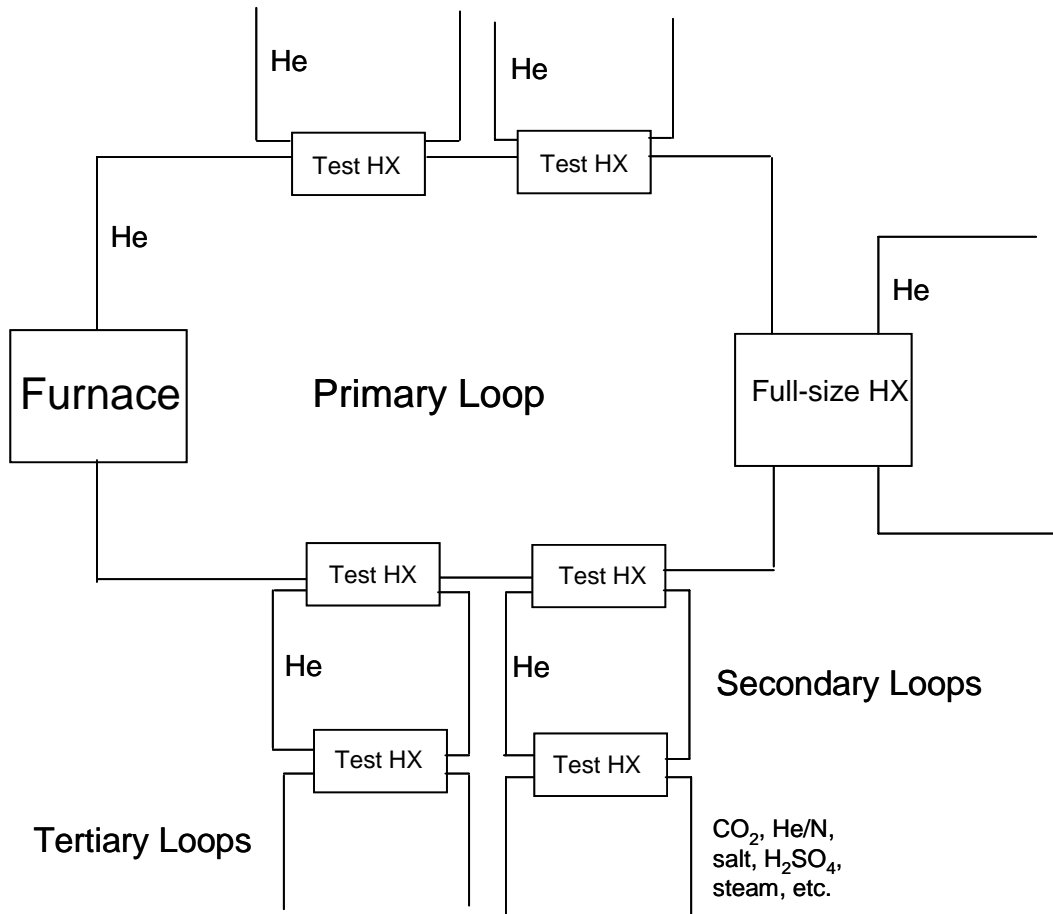 He
He
Test HX
Test HX
He
He
Furnace
Primary Loop
Full-size HX
Test HX
Test HX
He
He
Secondary Loops
Test HX
Test HX
Tertiary Loops
CO₂, He/N,
salt, H₂SO₄,
steam, etc.